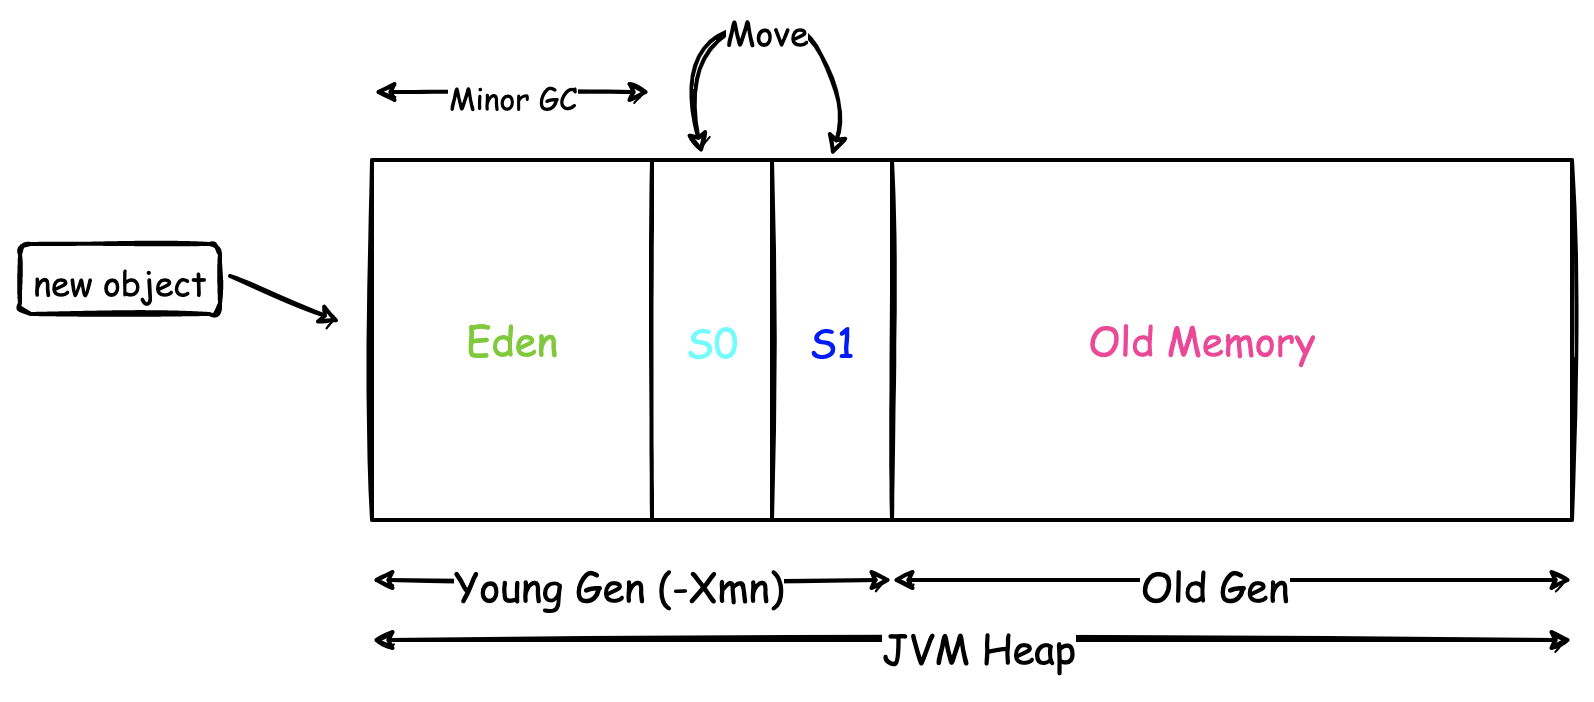 Move
Minor GC
new object
Eden
S0
S1
Old Memory
Young Gen (-Xmn)
Old Gen
JVM Heap